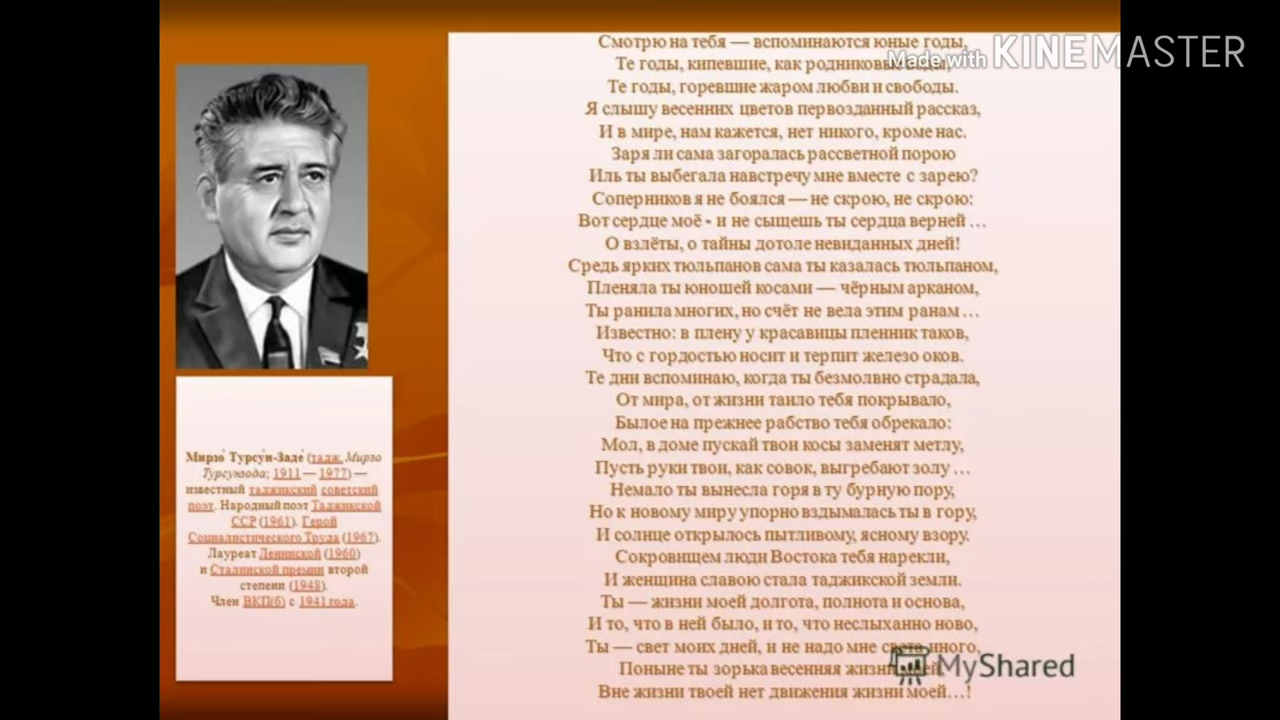 Смотрю на тебя — вспоминаются юные годы,
Те годы, кипевшие, как
Те годы, горевшие жаром любви и свободы.
Я слышу весенних цветов первозданный рассказ,
И в мире, нам кажется, нет никого, кроме нас.
Заря ли сама загоралась рассветной порою
Иль ты выбегала навстречу мне вместе с зарею?
Соперников я не боялся — не скрою, не скрою:
Вот сердце моё - и не сыщешь ты сердца верней …
О взлёты, о тайны дотоле невиданных дней!
Средь ярких тюльпанов сама ты казалась тюльпаном,
Пленяла ты юношей косами — чёрным арканом,
Ты ранила многих, но счёт не вела этим ранам …
Известно: в плену у красавицы пленник таков,
Что с гордостью носит и терпит железо оков.
Те дни вспоминаю, когда ты безмолвно страдала,
От мира, от жизни таило тебя покрывало,
Былое на прежнее рабство тебя обрекало:
Мол, в доме пускай твои косы заменят метлу,
Пусть руки твои, как совок, выгребают золу …
Немало ты вынесла горя в ту бурную пору,
Но к новому миру упорно вздымалась ты в гору,
И солнце открылось пытливому, ясному взору.
Сокровищем люди Востока тебя нарекли,
И женщина славою стала таджикской земли.
Ты — жизни моей долгота, полнота и основа,
И то, что в ней было, и то, что неслыханно ново,
Ты — свет моих дней, и не надо мне света иного,
Поныне ты зорька весенняя жизни моей,
Вне жизни твоей нет движения жизни моей…!
Мирзо́ Турсу́н-Заде́ (тадж. Мирзо
Турсунзода; 1911 — 1977) —
известный таджикский советский
поэт. Народный поэт Таджикской
ССР (1961). Герой
Социалистического Труда (1967).
Лауреат Ленинской (1960)
и Сталинской премии второй
степени (1948).
Член ВКП(б) с 1941 года.
Made with KINEMASTER
MyShared